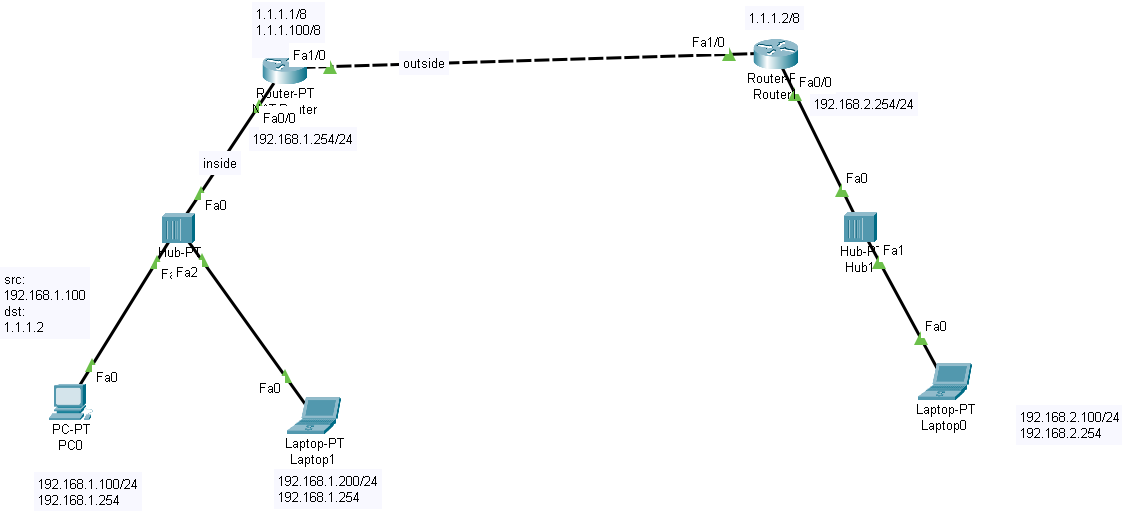 1.1.1.1/8
1.1.1.100/8
Fa1/0
Router-PT
Fa0/0
192.168.1.254/24
outside
1.1.1.2/8
Fa1/0
Fa0/0
Router1
192.168.2.254/24
inside
Fa0
Hub-PT
Fa2
Fa0
Hub-PT
Fa1
Hub1
src:
192.168.1.100
dst:
1.1.1.2
Fa0
PC-PT
PC0
192.168.1.100/24
192.168.1.254
Fa0
Laptop-PT
Laptop1
192.168.1.200/24
192.168.1.254
Fa0
Laptop-PT
Laptop0
192.168.2.100/24
192.168.2.254